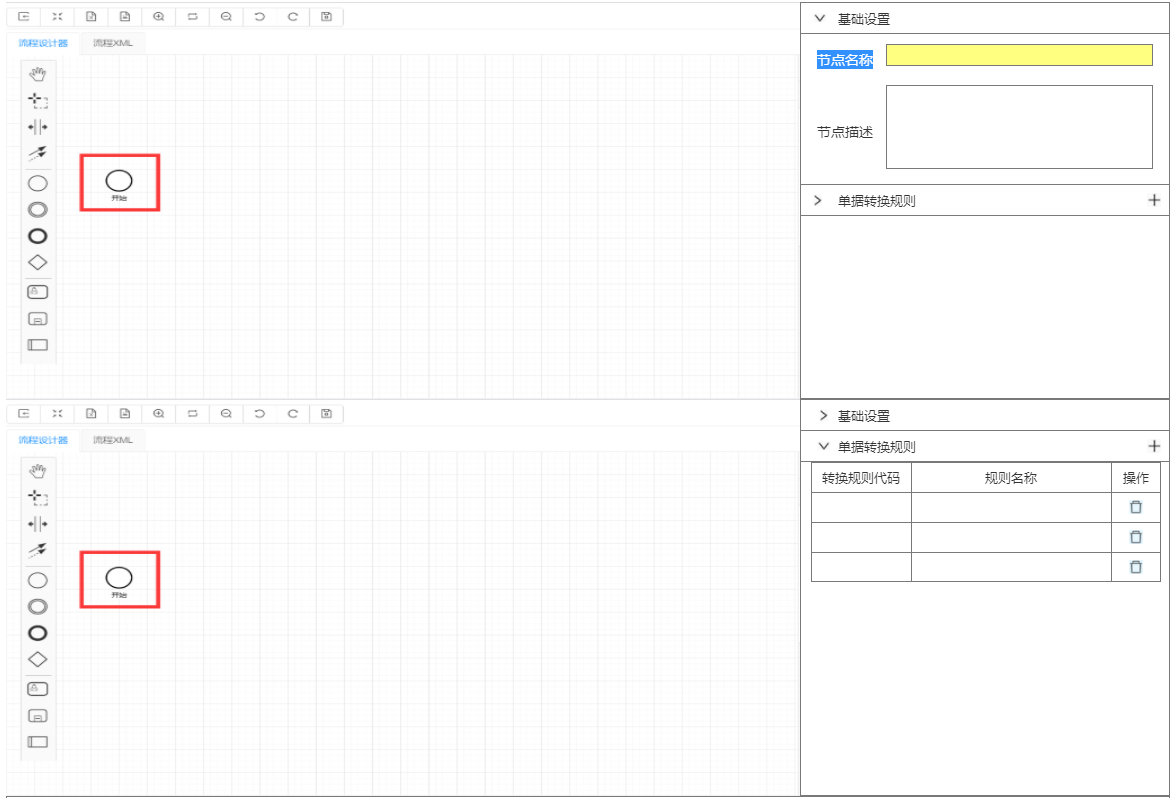 基础设置
流程设计器 流程XML
节点名称
节点描述
开始
单据转换规则
基础设置
流程设计器 流程XML
单据转换规则
转换规则代码 规则名称 操作
开始